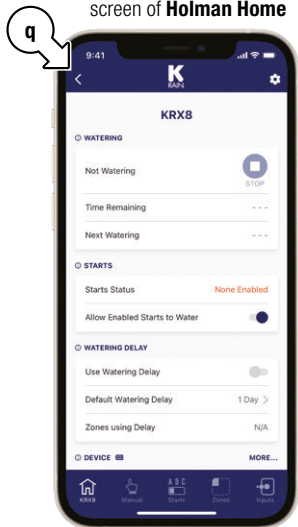 screen of Holman Home
q
9:41
K
RAIN
KRX8
WATERING
Not Watering
STOP
Time Remaining - - -
Next Watering - - -
STARTS
Starts Status None Enabled
Allow Enabled Starts to Water
WATERING DELAY
Use Watering Delay
Default Watering Delay 1 Day >
Zones using Delay N/A
DEVICE MORE...
A B C
KRX8 Manual Starts Zones Inputs